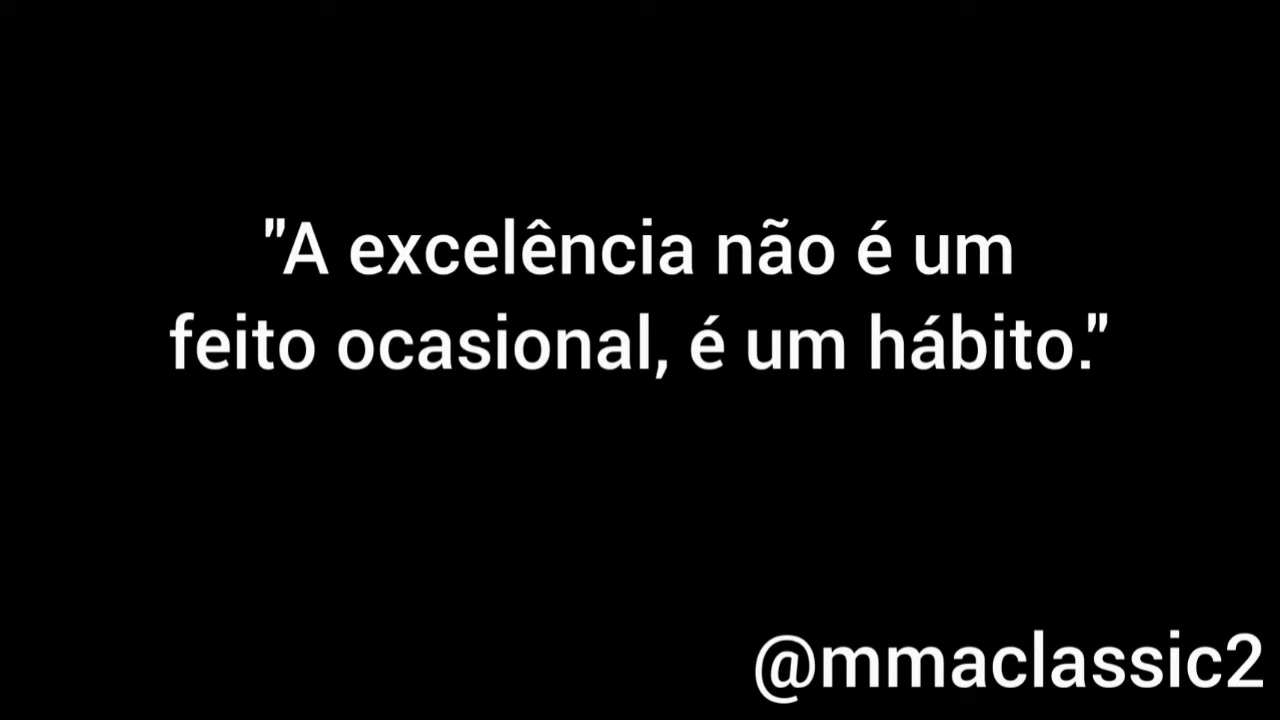 "A excelência não é um
feito ocasional, é um hábito."
@mmaclassic2